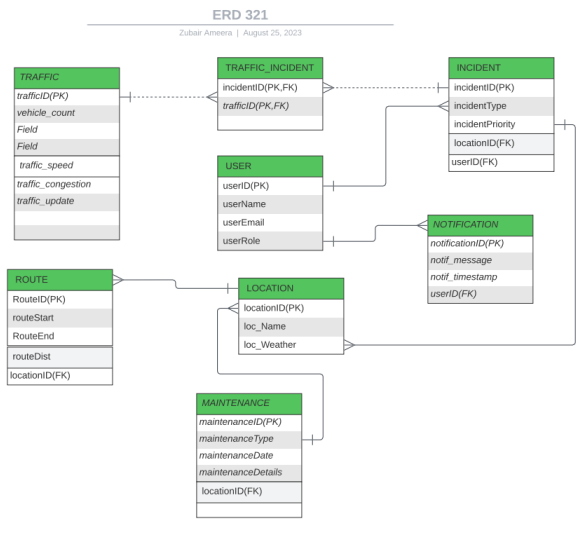 ERD 321
Zubair Ameera | August 25, 2023
TRAFFIC
trafficID(PK)
vehicle_count
Field
Field
traffic_speed
traffic_congestion
traffic_update
TRAFFIC_INCIDENT
incidentID(PK,FK)
trafficID(PK,FK)
INCIDENT
incidentID(PK)
incidentType
incidentPriority
locationID(FK)
userID(FK)
USER
userID(PK)
userName
userEmail
userRole
NOTIFICATION
notificationID(PK)
notif_message
notif_timestamp
userID(FK)
ROUTE
RouteID(PK)
routeStart
RouteEnd
routeDist
locationID(FK)
LOCATION
locationID(PK)
loc_Name
loc_Weather
MAINTENANCE
maintenanceID(PK)
maintenanceType
maintenanceDate
maintenanceDetails
locationID(FK)